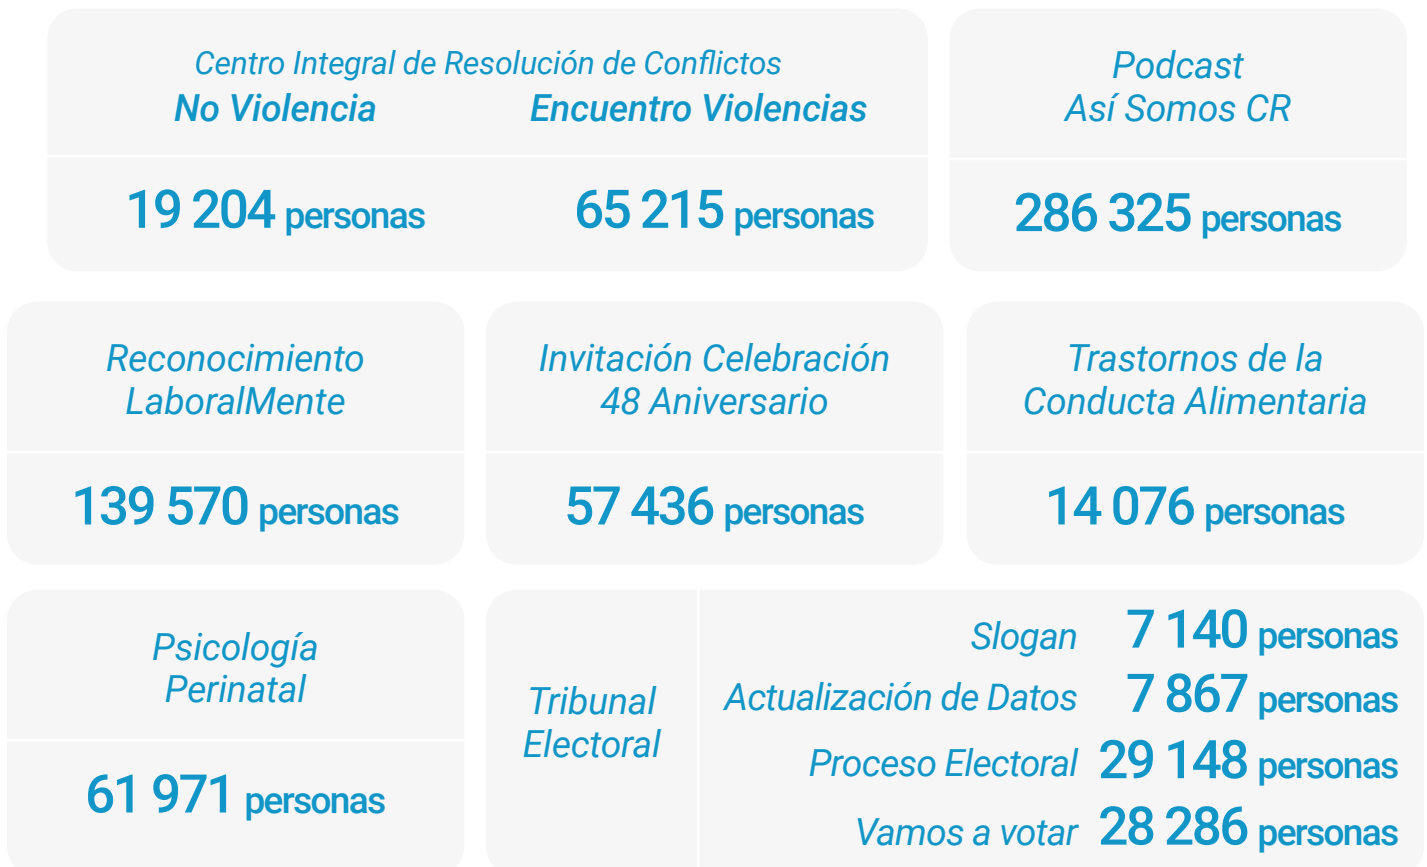 Centro Integral de Resolución de Conflictos
No Violencia
Encuentro Violencias
19 204 personas
65 215 personas
Podcast
Así Somos CR
286 325 personas
Reconocimiento
LaboralMente
139 570 personas
Invitación Celebración
48 Aniversario
57 436 personas
Trastornos de la
Conducta Alimentaria
14 076 personas
Psicología
Perinatal
61 971 personas
Tribunal
Electoral
Slogan 7 140 personas
Actualización de Datos 7 867 personas
Proceso Electoral 29 148 personas
Vamos a votar 28 286 personas